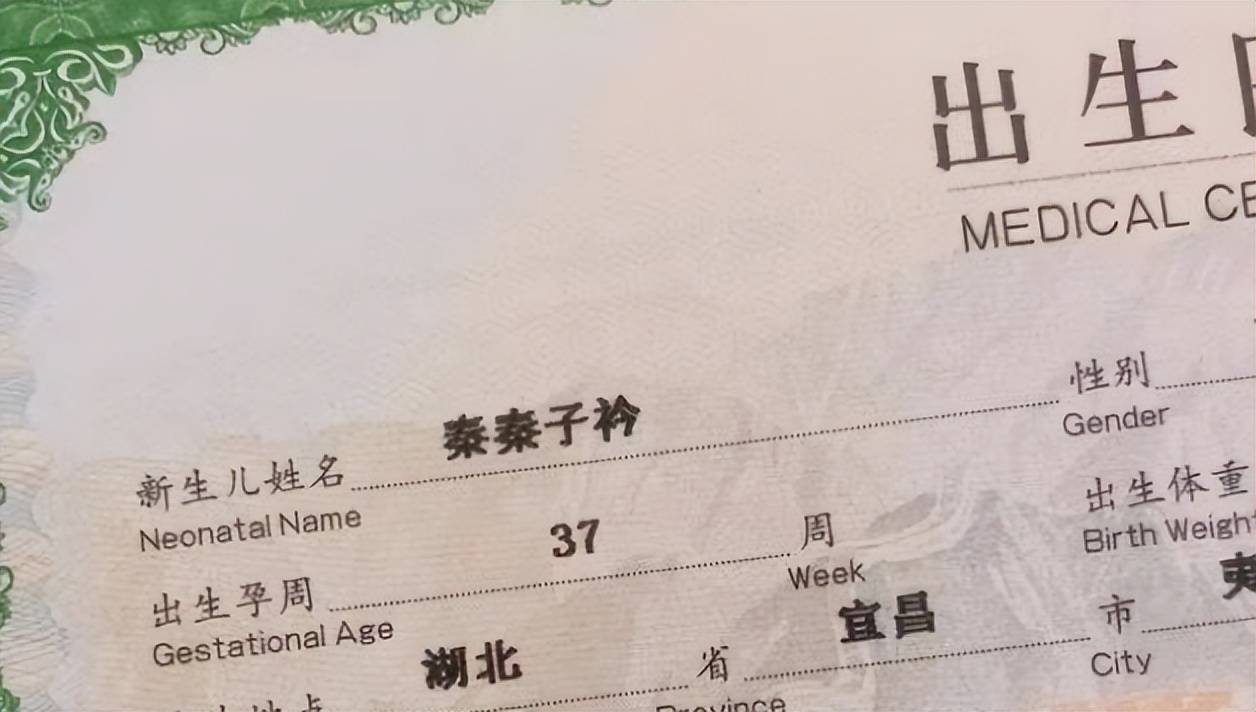 出生
MEDICAL CE
新生儿姓名 秦秦子衿 性别
Neonatal Name Gender
出生孕周 37 周 出生体重
Gestational Age Week Birth Weight
湖北 省 宜昌 市
Province City